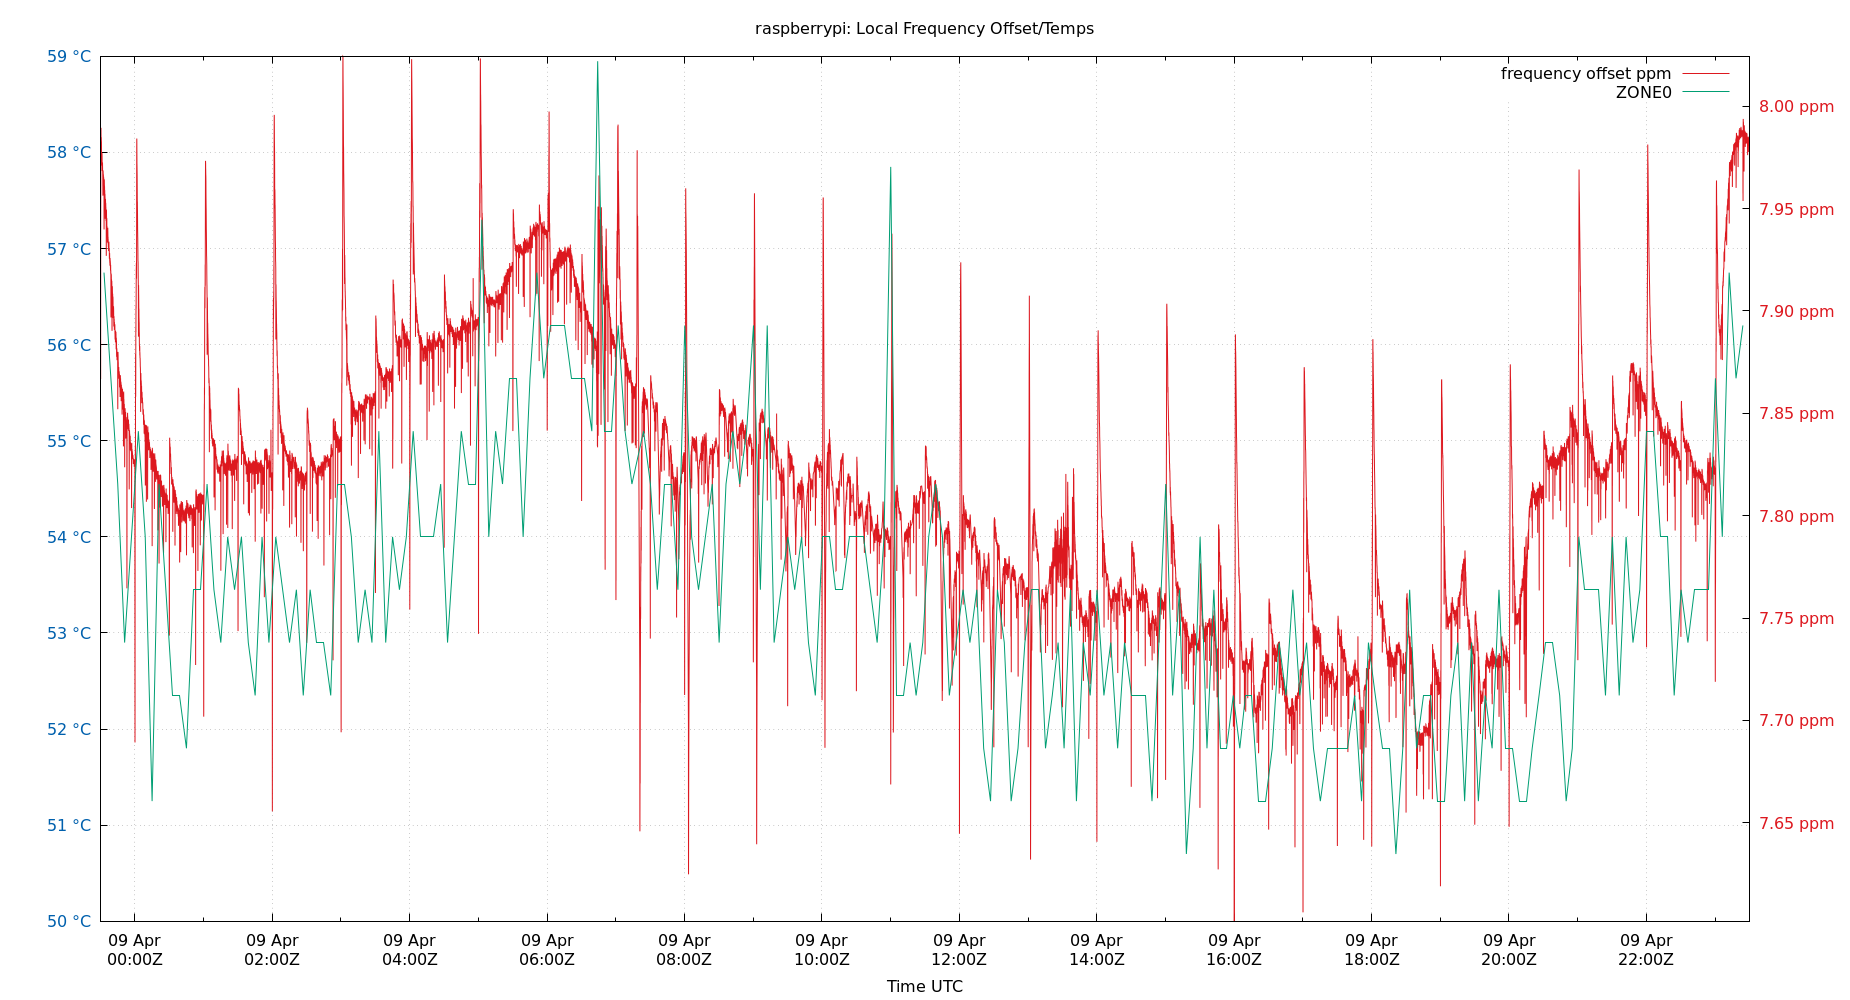 raspberrypi: Local Frequency Offset/Temps
frequency offset ppm
ZONE0
59 °C
58 °C
57 °C
56 °C
55 °C
54 °C
53 °C
52 °C
51 °C
50 °C
8.00 ppm
7.95 ppm
7.90 ppm
7.85 ppm
7.80 ppm
7.75 ppm
7.70 ppm
7.65 ppm
09 Apr 09 Apr 09 Apr 09 Apr 09 Apr 09 Apr 09 Apr 09 Apr 09 Apr 09 Apr 09 Apr 09 Apr
00:00Z 02:00Z 04:00Z 06:00Z 08:00Z 10:00Z 12:00Z 14:00Z 16:00Z 18:00Z 20:00Z 22:00Z
Time UTC